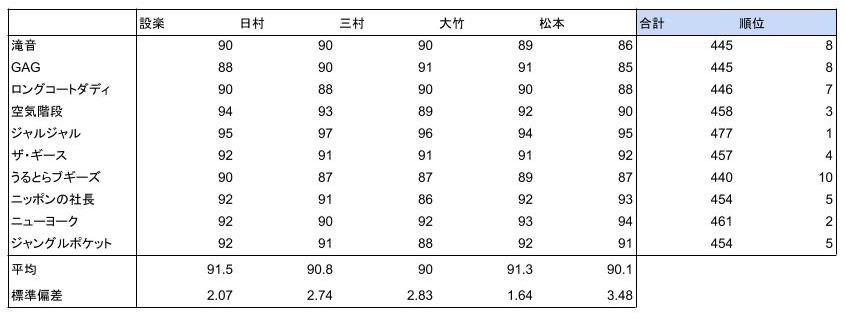 設楽 日村 三村 大竹 松本 合計 順位
滝音 90 90 90 89 86 445 8
GAG 88 90 91 91 85 445 8
ロングコートダディ 90 88 90 90 88 446 7
空気階段 94 93 89 92 90 458 3
ジャルジャル 95 97 96 94 95 477 1
ザ・ギース 92 91 91 91 92 457 4
うるとらブギーズ 90 87 87 89 87 440 10
ニッポンの社長 92 91 86 92 93 454 5
ニューヨーク 92 90 92 93 94 461 2
ジャングルポケット 92 91 88 92 91 454 5
平均 91.5 90.8 90 91.3 90.1
標準偏差 2.07 2.74 2.83 1.64 3.48